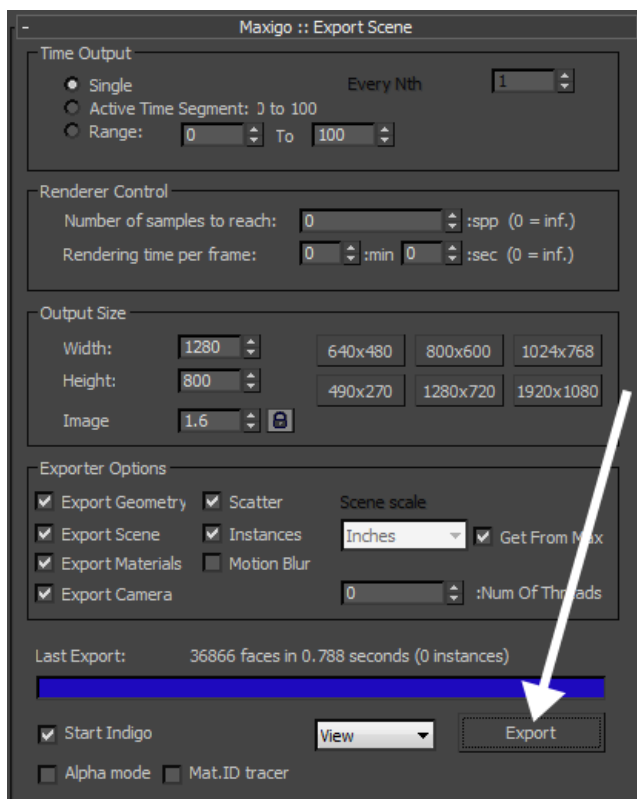 - Maxigo :: Export Scene
Time Output
Single Every Nth 1
Active Time Segment: 0 to 100
Range: 0 To 100
Renderer Control
Number of samples to reach: 0 :spp (0 = inf.)
Rendering time per frame: 0 :min 0 :sec (0 = inf.)
Output Size
Width: 1280 640x480 800x600 1024x768
Height: 800 490x270 1280x720 1920x1080
Image 1.6
Exporter Options
Export Geometry Scatter Scene scale
Export Scene Instances Inches Get From Max
Export Materials Motion Blur
Export Camera 0 :Num Of Threads
Last Export: 36866 faces in 0.788 seconds (0 instances)
Start Indigo View Export
Alpha mode Mat.ID tracer